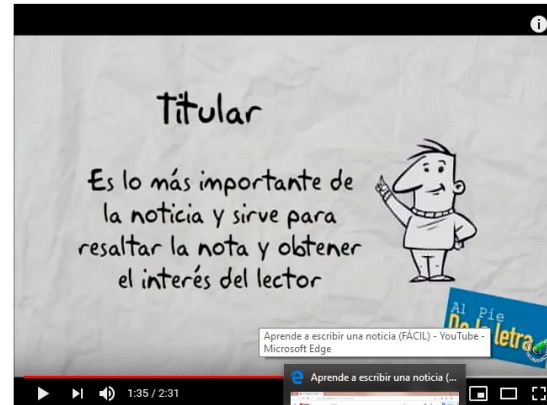 Titular
Es lo más importante de
la noticia y sirve para
resaltar la nota y obtener
el interés del lector
Al Pie
De la letra
Aprende a escribir una noticia (FÁCIL) - YouTube -
Microsoft Edge
Aprende a escribir una noticia (...
1:35 / 2:31